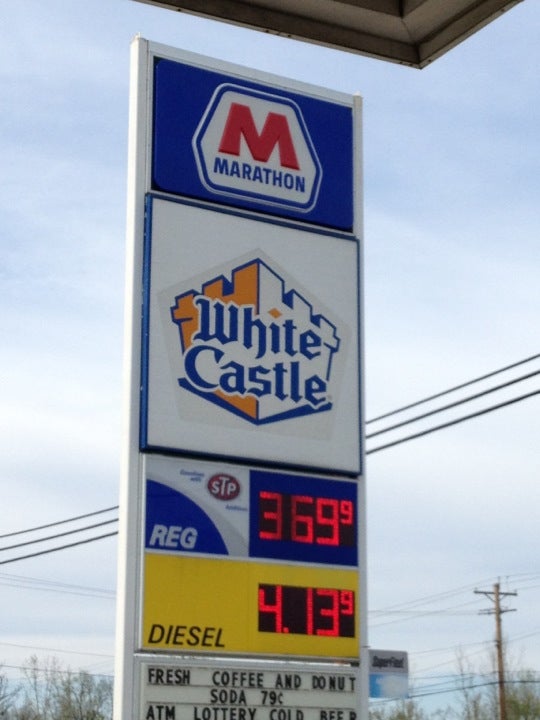 M
MARATHON
White
Castle
STP
REG 3.69 9
DIESEL 4.13 9
FRESH COFFEE AND DONUT
SODA 79¢
ATM LOTTERY COLD BEER